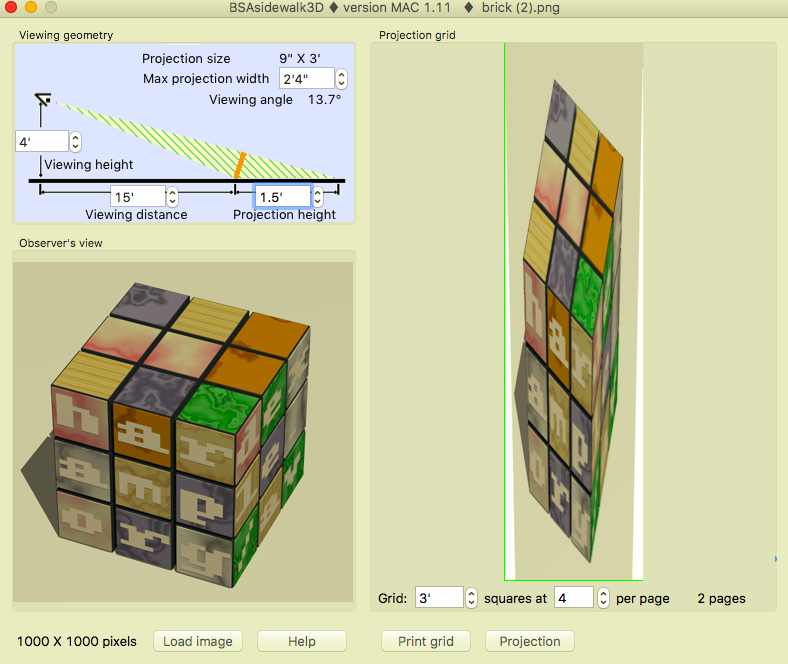 BSAsidewalk3D ♦ version MAC 1.11 ♦ brick (2).png
Viewing geometry
Projection size 9" X 3'
Max projection width 2'4"
Viewing angle 13.7°
4'
Viewing height
15' 1.5'
Viewing distance Projection height
Observer's view
h a r
a m p
o r y
Projection grid
h a r
a m p
o r y
Grid: 3' squares at 4 per page 2 pages
1000 X 1000 pixels Load image Help Print grid Projection